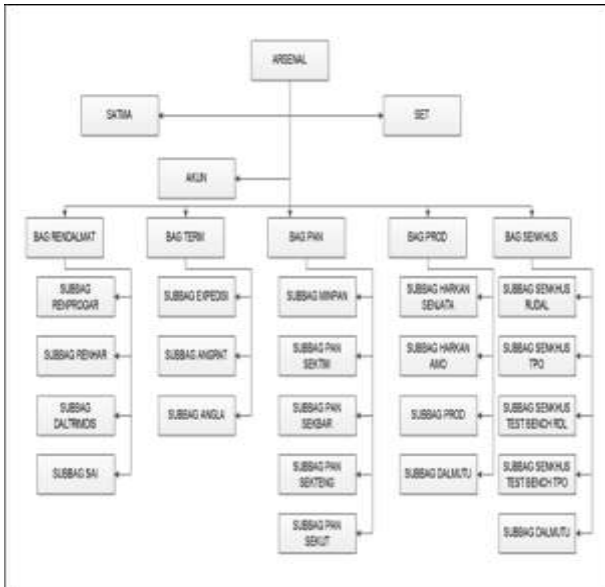 ARSENAL
SATMA
SET
AKUN
BAG RENDALMAT
BAG TERM
BAG PAN
BAG PROD
BAG SENKHUS
SUBBAG
RENPROGAR
SUBBAG EXPEDISI
SUBBAG MINPAN
SUBBAG HARKAN
SENJATA
SUBBAG SENKHUS
RUDAL
SUBBAG RENHAR
SUBBAG ANGRAT
SUBBAG PAN
SEKTIM
SUBBAG HARKAN
AMO
SUBBAG SENKHUS
TPO
SUBBAG
SUBBAG ANGLA
SUBBAG PAN
SEKBAR
SUBBAG PROD
SUBBAG SENKHUS
TEST BENCH RDL
SUBBAG SAI
SUBBAG PAN
SEKTENG
SUBBAG DALMUTU
SUBBAG SENKHUS
TEST BENCH TPO
SUBBAG PAN
SEKUT
SUBBAG DALMUTU